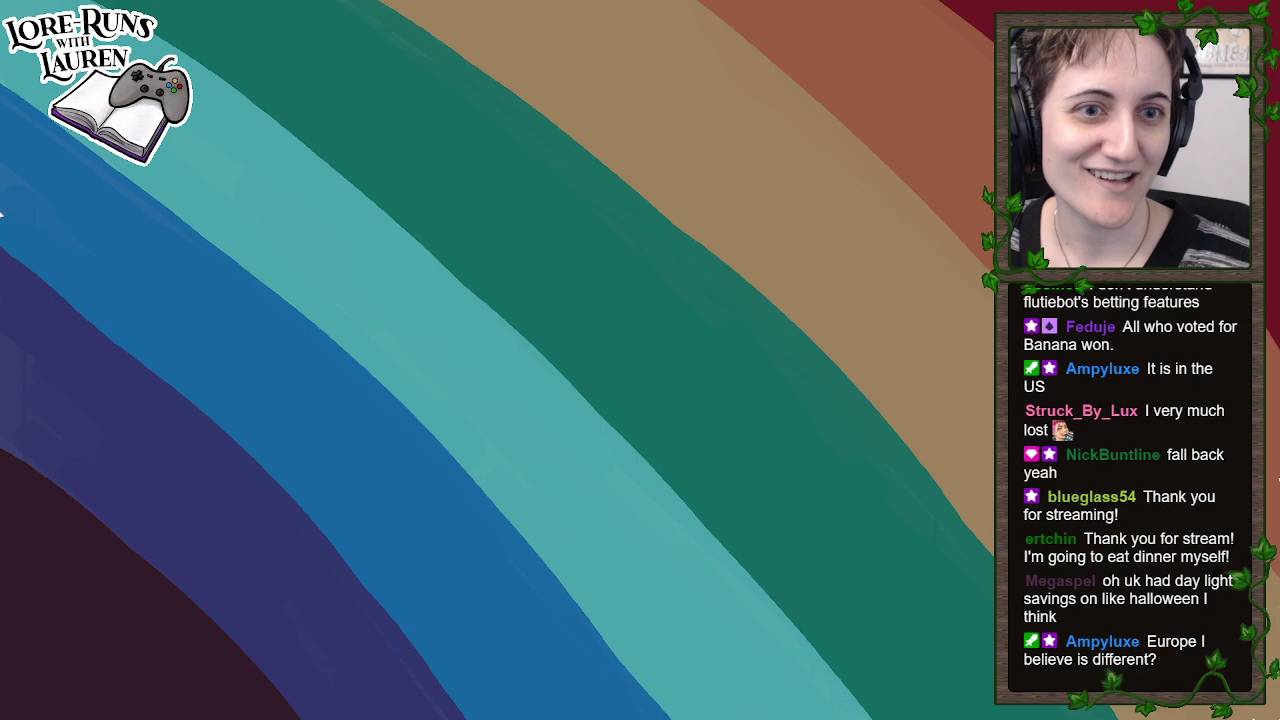 LORE-RUNS
WITH
LAUREN
I don't understand
flutiebot's betting features
Feduje All who voted for
Banana won.
Ampyluxe It is in the
US
Struck_By_Lux I very much
lost
NickBuntline fall back
yeah
blueglass54 Thank you
for streaming!
ertchin Thank you for stream!
I'm going to eat dinner myself!
Megaspel oh uk had day light
savings on like halloween I
think
Ampyluxe Europe I
believe is different?